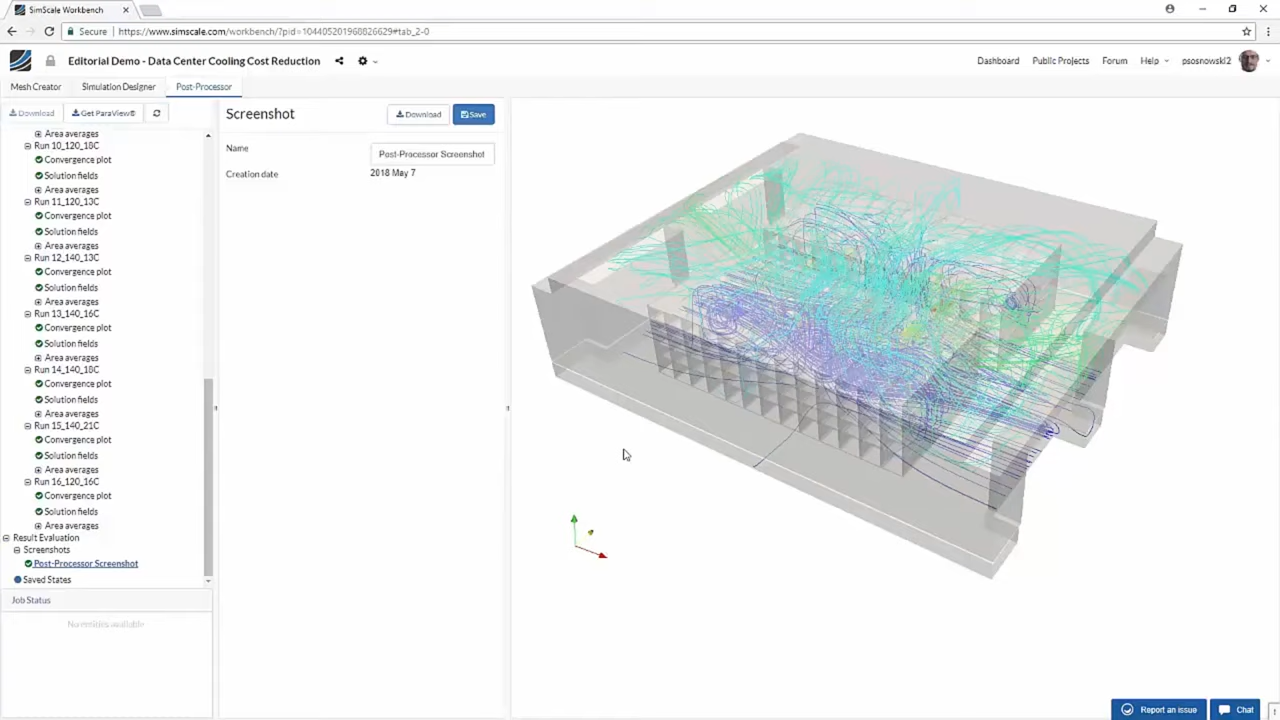 SimScale Workbench
Secure https://www.simscale.com/workbench/?pid=104405201968826629#tab_2-0
Editorial Demo - Data Center Cooling Cost Reduction
Dashboard Public Projects Forum Help psosnowski2
Mesh Creator Simulation Designer Post-Processor
Download Get ParaView®
Screenshot
Download Save
Name Post-Processor Screenshot
Creation date 2018 May 7
Area averages
Run 10_120_18C
Convergence plot
Solution fields
Area averages
Run 11_120_13C
Convergence plot
Solution fields
Area averages
Run 12_140_13C
Convergence plot
Solution fields
Area averages
Run 13_140_16C
Convergence plot
Solution fields
Area averages
Run 14_140_18C
Convergence plot
Solution fields
Area averages
Run 15_140_21C
Convergence plot
Solution fields
Area averages
Run 16_120_16C
Convergence plot
Solution fields
Area averages
Result Evaluation
Screenshots
Post-Processor Screenshot
Saved States
Job Status
No entities available
Report an issue Chat